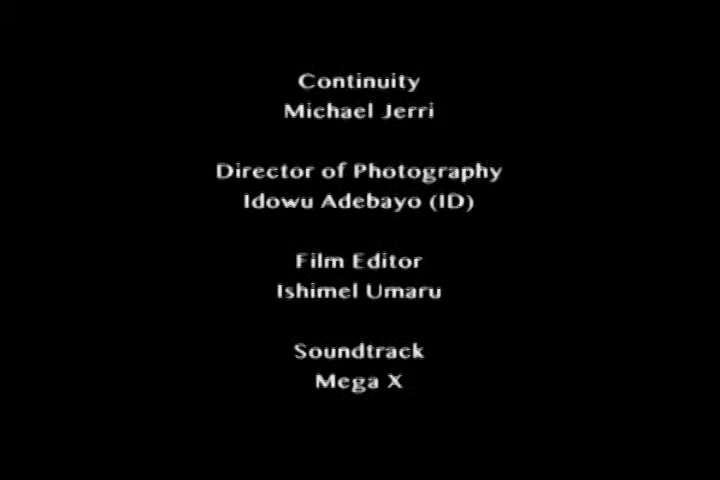 Continuity
Michael Jerri
Director of Photography
Idowu Adebayo (ID)
Film Editor
Ishimel Umaru
Soundtrack
Mega X